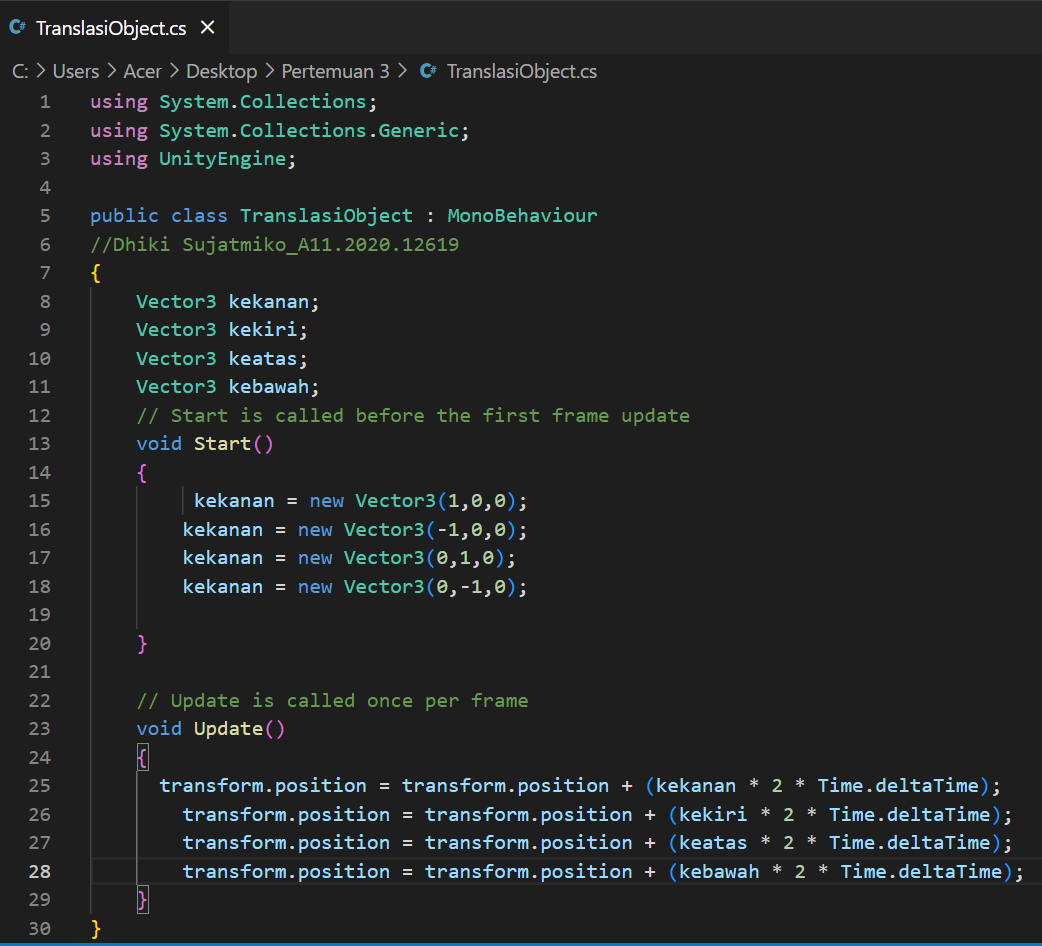 TranslasiObject.cs
C: > Users > Acer > Desktop > Pertemuan 3 > TranslasiObject.cs
1 using System.Collections;
2 using System.Collections.Generic;
3 using UnityEngine;
4
5 public class TranslasiObject : MonoBehaviour
6 //Dhiki Sujatmiko_A11.2020.12619
7 {
8     Vector3 kekanan;
9     Vector3 kekiri;
10     Vector3 keatas;
11     Vector3 kebawah;
12     // Start is called before the first frame update
13     void Start()
14     {
15          kekanan = new Vector3(1,0,0);
16         kekanan = new Vector3(-1,0,0);
17         kekanan = new Vector3(0,1,0);
18         kekanan = new Vector3(0,-1,0);
19
20     }
21
22     // Update is called once per frame
23     void Update()
24     {
25       transform.position = transform.position + (kekanan * 2 * Time.deltaTime);
26         transform.position = transform.position + (kekiri * 2 * Time.deltaTime);
27         transform.position = transform.position + (keatas * 2 * Time.deltaTime);
28         transform.position = transform.position + (kebawah * 2 * Time.deltaTime);
29     }
30 }